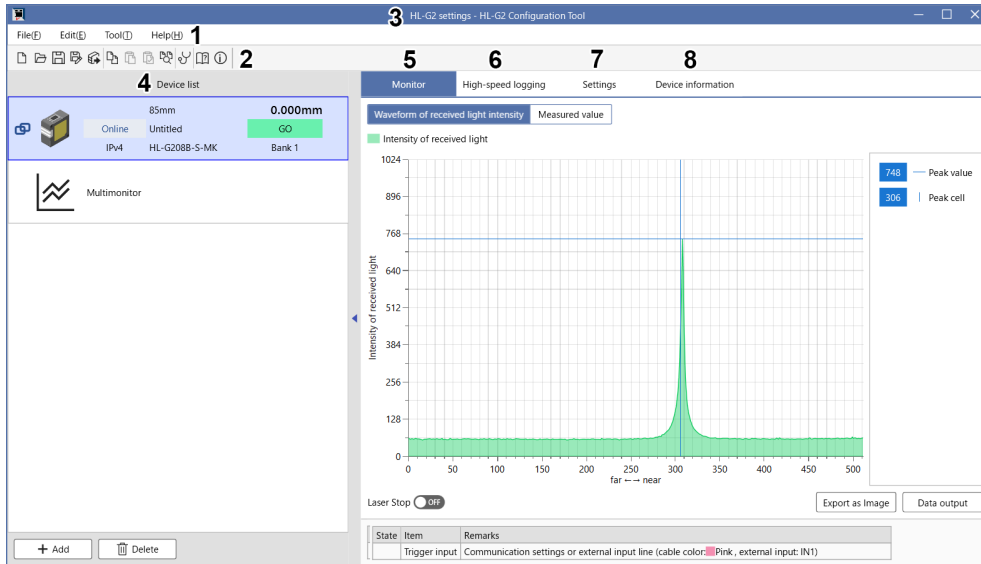 3 HL-G2 settings - HL-G2 Configuration Tool
File(F) Edit(E) Tool(T) Help(H) 1
2
4 Device list
85mm 0.000mm
Online Untitled GO
IPv4 HL-G208B-S-MK Bank 1
Multimonitor
+ Add Delete
5 6 7 8
Monitor High-speed logging Settings Device information
Waveform of received light intensity Measured value
Intensity of received light
1024
896
768
640
512
384
256
128
0
Intensity of received light
0 50 100 150 200 250 300 350 400 450 500
far ←→ near
748 Peak value
306 Peak cell
Laser Stop OFF Export as Image Data output
State Item Remarks
Trigger input Communication settings or external input line (cable color: Pink , external input: IN1)